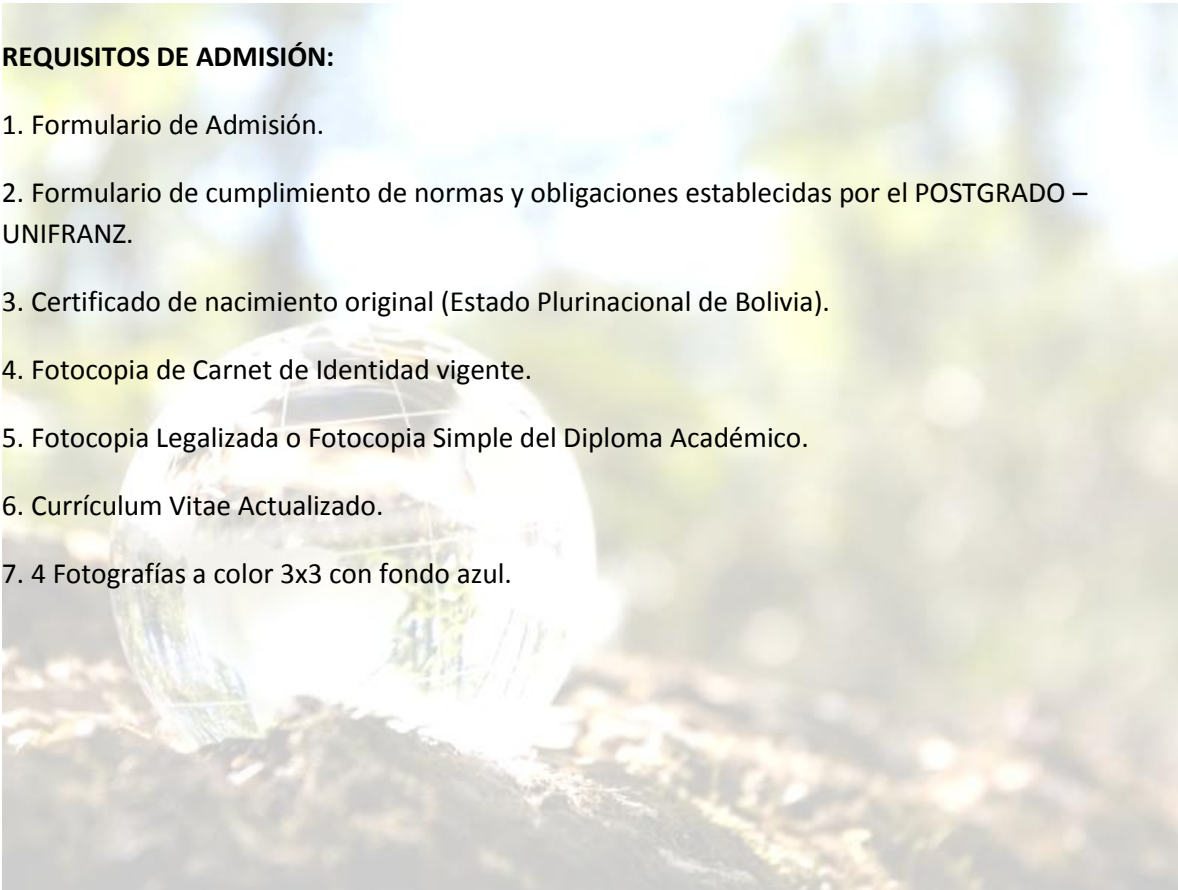 REQUISITOS DE ADMISIÓN:
1. Formulario de Admisión.
2. Formulario de cumplimiento de normas y obligaciones establecidas por el POSTGRADO –
UNIFRANZ.
3. Certificado de nacimiento original (Estado Plurinacional de Bolivia).
4. Fotocopia de Carnet de Identidad vigente.
5. Fotocopia Legalizada o Fotocopia Simple del Diploma Académico.
6. Currículum Vitae Actualizado.
7. 4 Fotografías a color 3x3 con fondo azul.